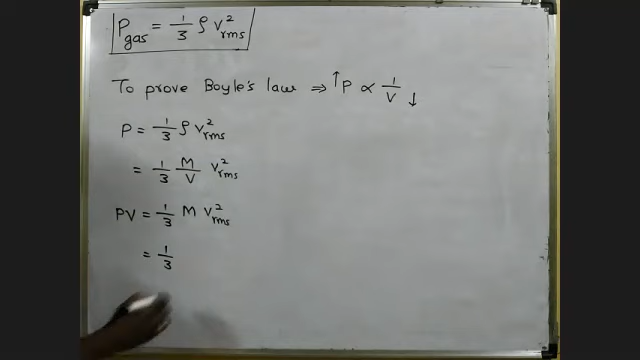 P_gas = 1/3 ρ v²_rms
To prove Boyle's law ⇒ ↑P ∝ 1/V ↓
P = 1/3 ρ v²_rms
= 1/3 M/V v²_rms
PV = 1/3 M v²_rms
= 1/3